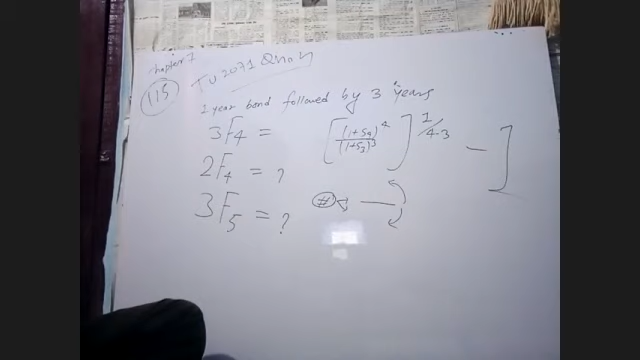 chapter 7
115
TU 2071 Q.No 4
1 year bond followed by 3 years
3F4 = [(1+S4)^4/(1+S3)^3]^1/4-3 - 1
2F4 = ?
3F5 = ?
#